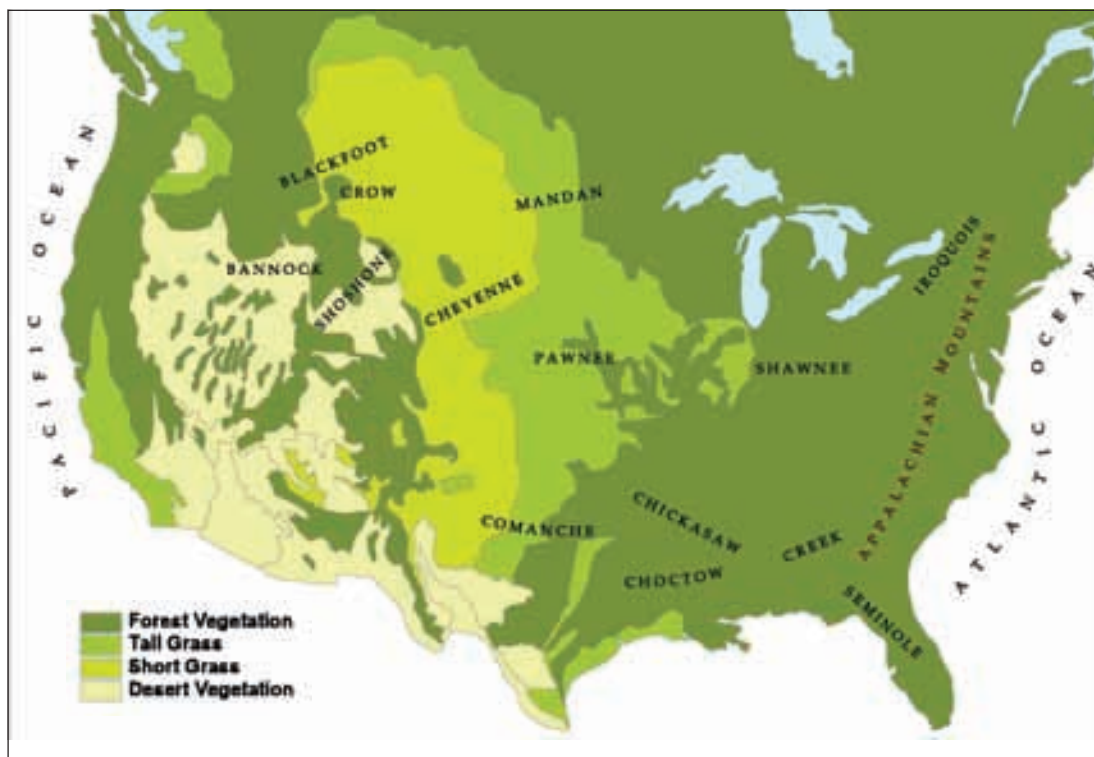 PACIFIC OCEAN
BLACKFOOT
CROW
MANDAN
BANNOCK
SHOSHONE
CHEYENNE
PAWNEE
SHAWNEE
IROQUOIS
APPALACHIAN MOUNTAINS
ATLANTIC OCEAN
COMANCHE
CHICKASAW
CHOCTOW
CREEK
SEMINOLE
Forest Vegetation
Tall Grass
Short Grass
Desert Vegetation